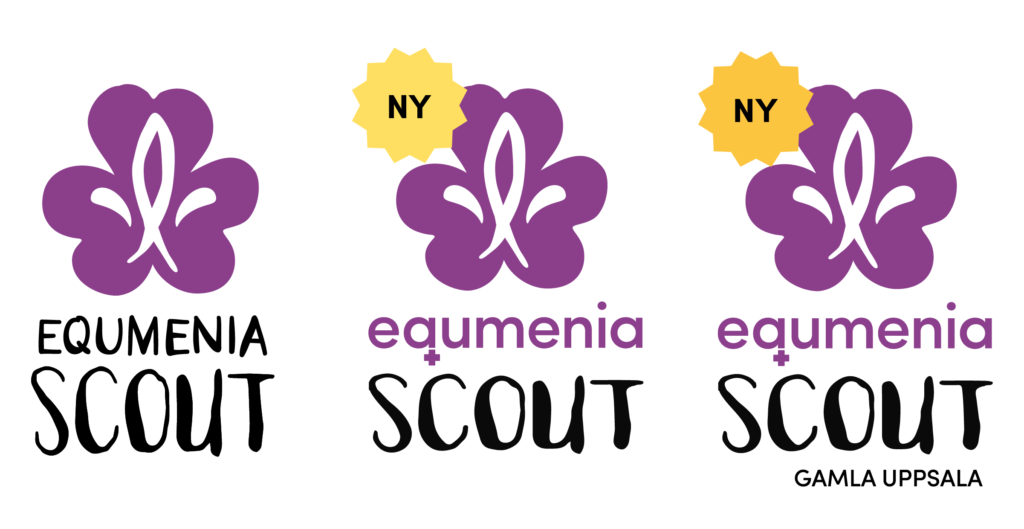 EQUMENIA
SCOUT
NY
equmenia
SCOUT
NY
equmenia
SCOUT
GAMLA UPPSALA